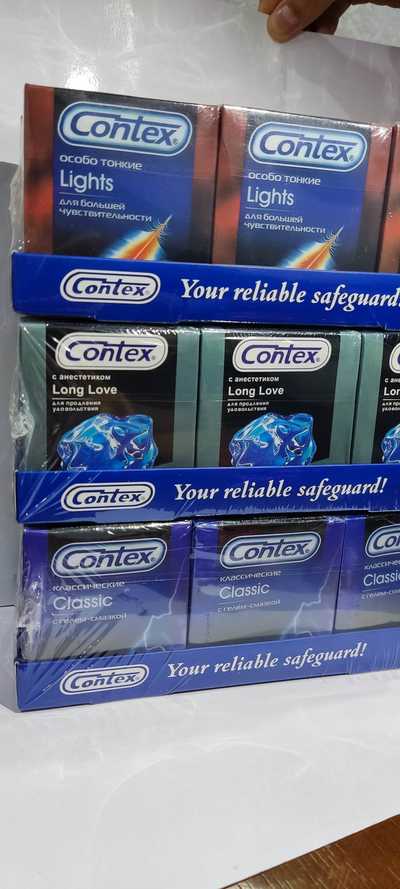 Contex
особо тонкие
Lights
для большей
чувствительности
Contex
особо тонкие
Lights
для большей
чувствительности
Contex
Your reliable safeguard!
Contex
с анестетиком
Long Love
для продления
удовольствия
Contex
с анестетиком
Long Love
для продления
удовольствия
Contex
Your reliable safeguard!
Contex
классические
Classic
с гелем-смазкой
Contex
классические
Classic
с гелем-смазкой
Classic
Contex
Your reliable safeguard!